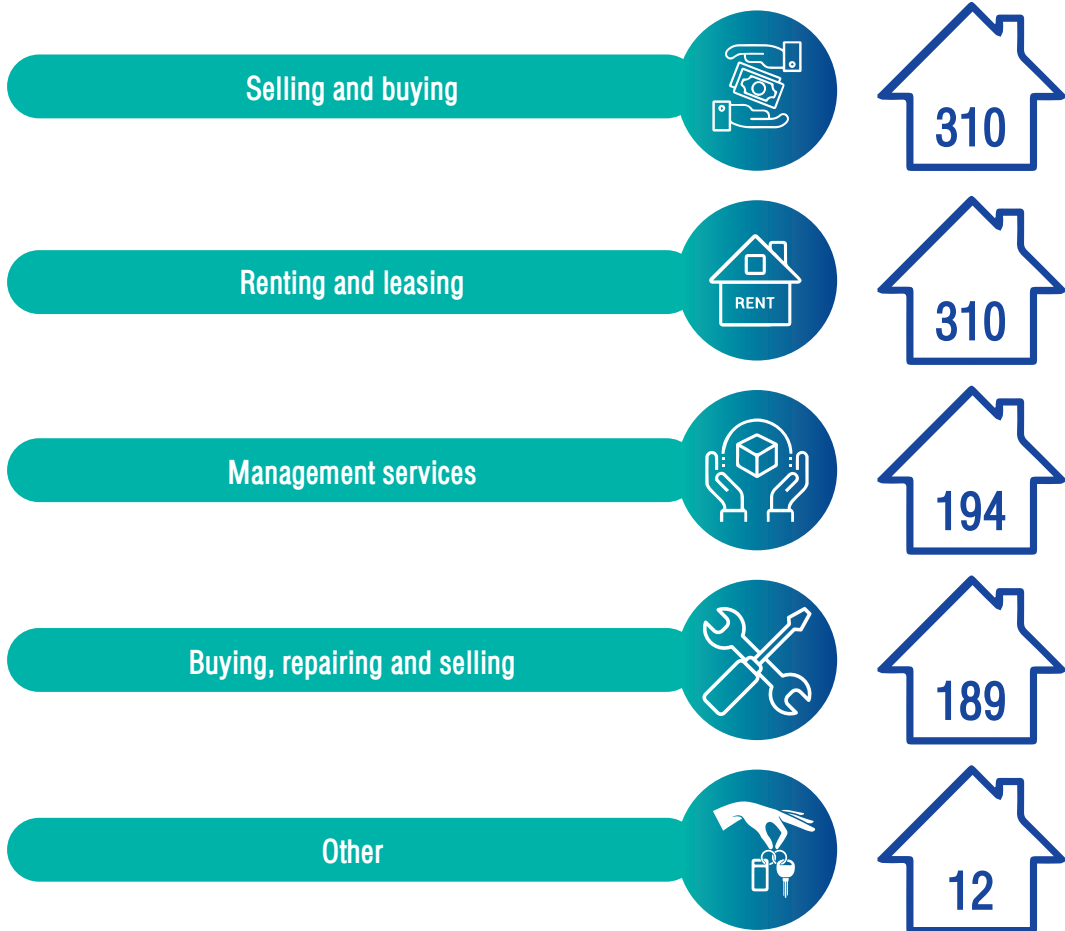 Selling and buying
310
Renting and leasing
RENT
310
Management services
194
Buying, repairing and selling
189
Other
12